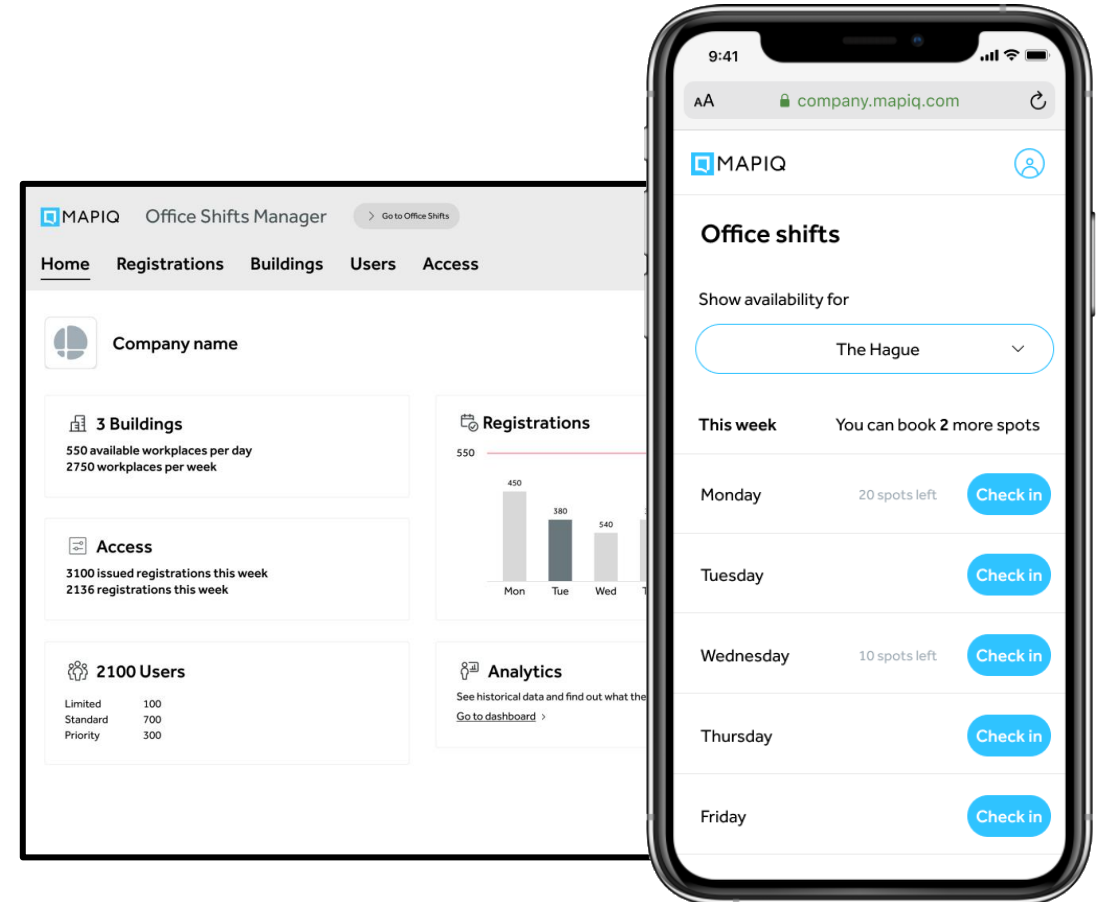 MAPIQ Office Shifts Manager > Go to Office Shifts
Home Registrations Buildings Users Access
Company name
3 Buildings
550 available workplaces per day
2750 workplaces per week
Access
3100 issued registrations this week
2136 registrations this week
2100 Users
Limited 100
Standard 700
Priority 300
Registrations
550
450
380
540
Mon Tue Wed
Analytics
See historical data and find out what the
Go to dashboard >
9:41
AA company.mapiq.com
MAPIQ
Office shifts
Show availability for
The Hague
This week You can book 2 more spots
Monday 20 spots left Check in
Tuesday Check in
Wednesday 10 spots left Check in
Thursday Check in
Friday Check in